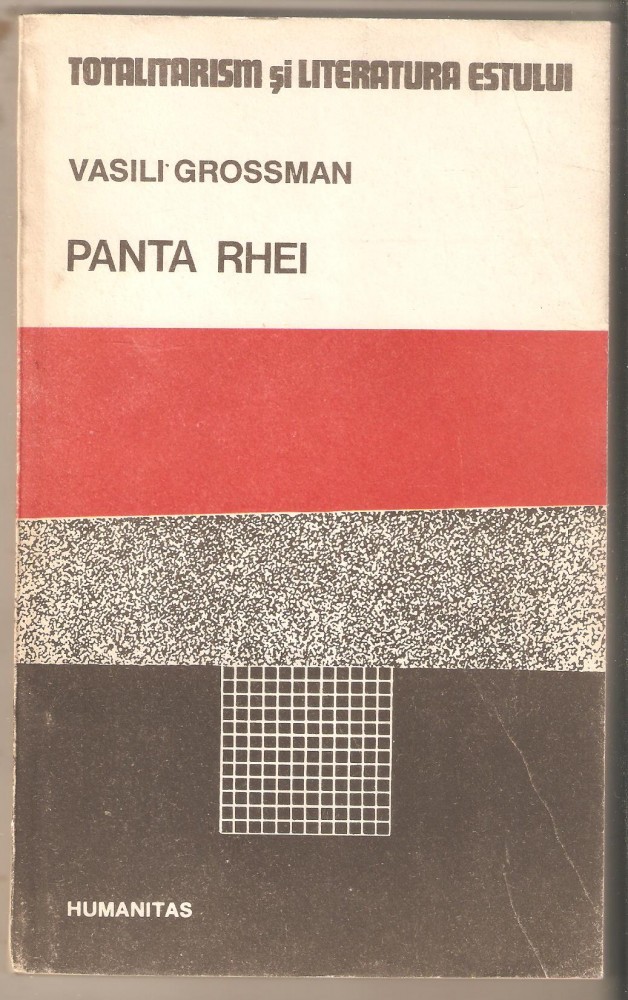 TOTALITARISM şi LITERATURA ESTULUI
VASILI GROSSMAN
PANTA RHEI
HUMANITAS